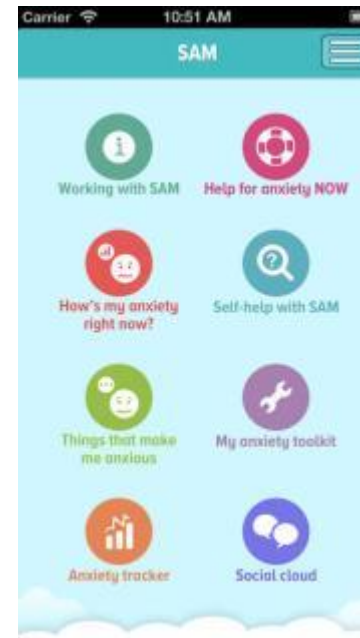 Carrier 10:51 AM
SAM
Working with SAM
Help for anxiety NOW
How's my anxiety
right now?
Self-help with SAM
Things that make
me anxious
My anxiety toolkit
Anxiety tracker
Social cloud